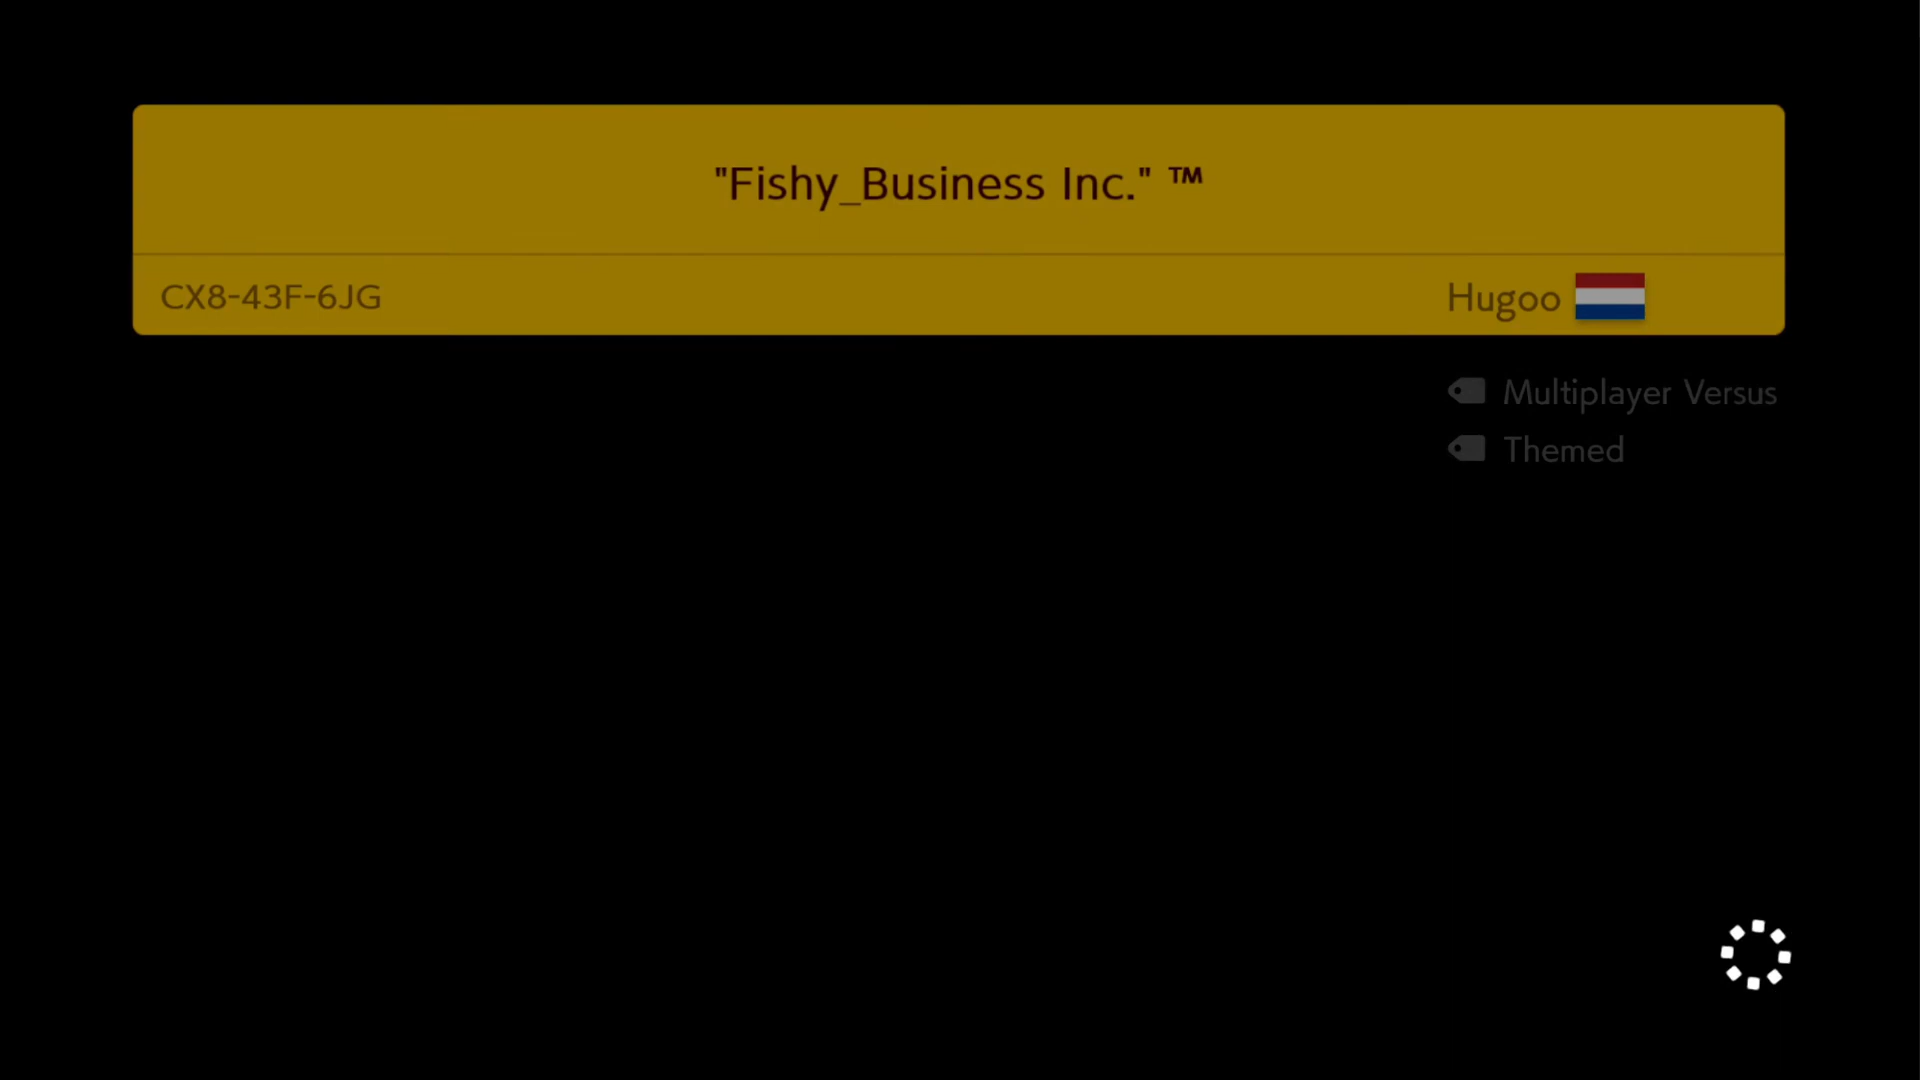 "Fishy_Business Inc." ™
CX8-43F-6JG
Hugoo
Multiplayer Versus
Themed